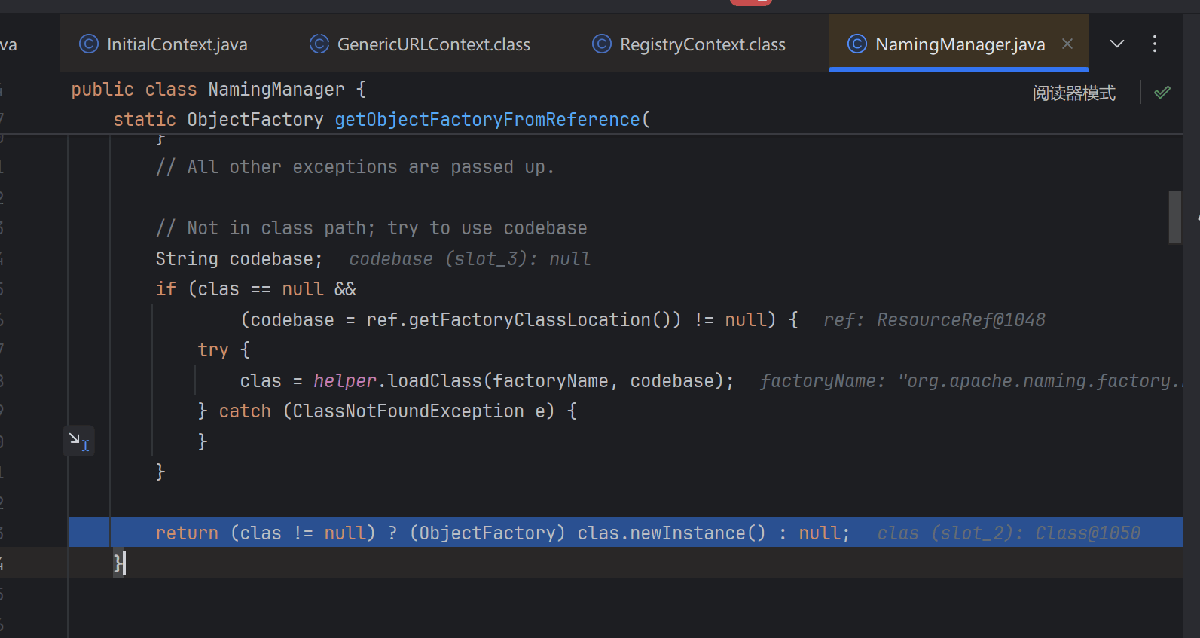 va InitialContext.java GenericURLContext.class RegistryContext.class NamingManager.java
public class NamingManager {
阅读器模式
static ObjectFactory getObjectFactoryFromReference(
}
// All other exceptions are passed up.
// Not in class path; try to use codebase
String codebase; codebase (slot_3): null
if (clas == null &&
(codebase = ref.getFactoryClassLocation()) != null) { ref: ResourceRef@1048
try {
clas = helper.loadClass(factoryName, codebase); factoryName: "org.apache.naming.factory.
} catch (ClassNotFoundException e) {
}
}
return (clas != null) ? (ObjectFactory) clas.newInstance() : null; clas (slot_2): Class@1050
}